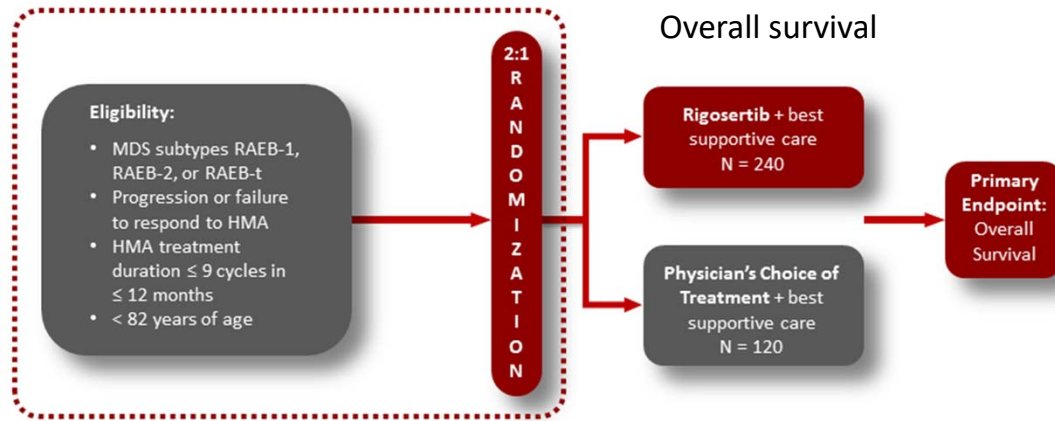 Overall survival
Eligibility:
• MDS subtypes RAEB-1,
RAEB-2, or RAEB-t
• Progression or failure
to respond to HMA
• HMA treatment
duration ≤ 9 cycles in
≤ 12 months
• < 82 years of age
2:1
R
A
N
D
O
M
I
Z
A
T
I
O
N
Rigosertib + best
supportive care
N = 240
Physician's Choice of
Treatment + best
supportive care
N = 120
Primary
Endpoint:
Overall
Survival